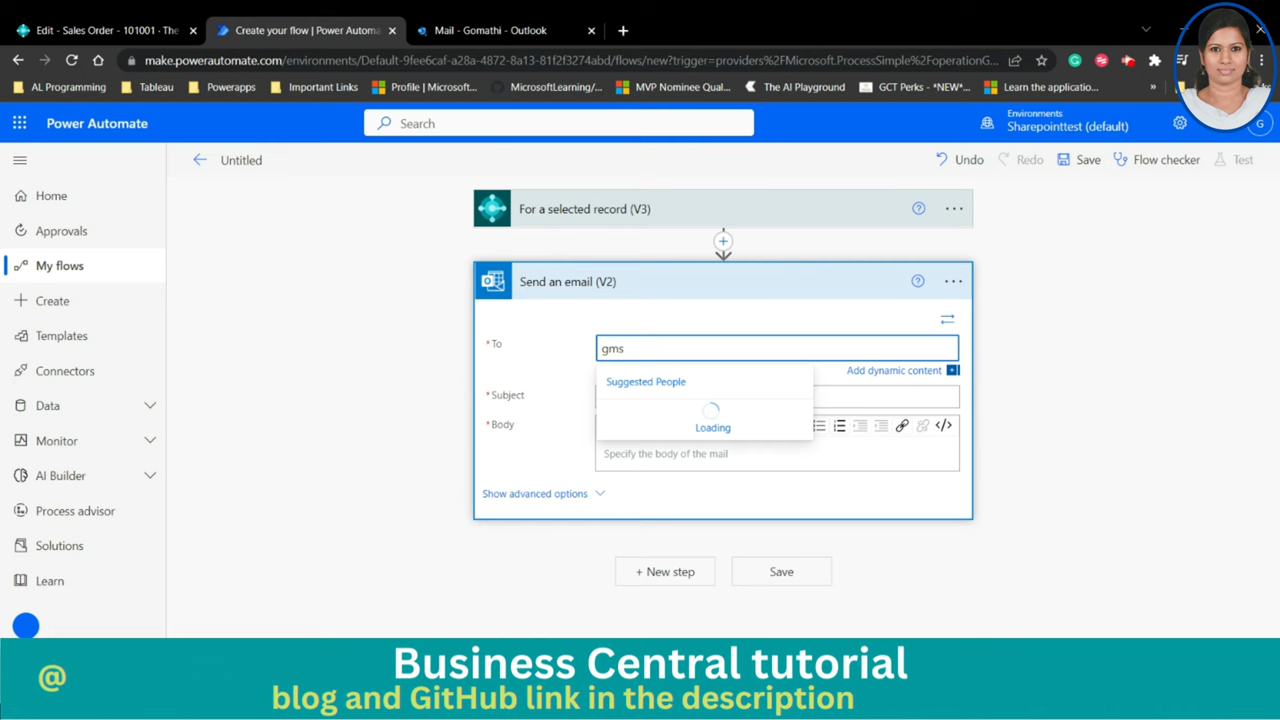 Edit - Sales Order - 101001 · The
Create your flow | Power Automa
Mail - Gomathi - Outlook
make.powerautomate.com/environments/Default-9fee6caf-a28a-4872-8a13-81f2f3274abd/flows/new?trigger=providers%2FMicrosoft.ProcessSimple%2FoperationG...
AL Programming
Tableau
Powerapps
Important Links
Profile | Microsoft...
MicrosoftLearning/...
MVP Nominee Qual...
The AI Playground
GCT Perks - *NEW*...
Learn the applicatio...
»
Power Automate
Search
Environments
Sharepointtest (default)
G
Untitled
Undo
Redo
Save
Flow checker
Test
Home
Approvals
My flows
Create
Templates
Connectors
Data
Monitor
AI Builder
Process advisor
Solutions
Learn
For a selected record (V3)
Send an email (V2)
* To
gms
Add dynamic content
Suggested People
Loading
* Subject
* Body
Specify the body of the mail
Show advanced options
+ New step
Save
@
Business Central tutorial
blog and GitHub link in the description